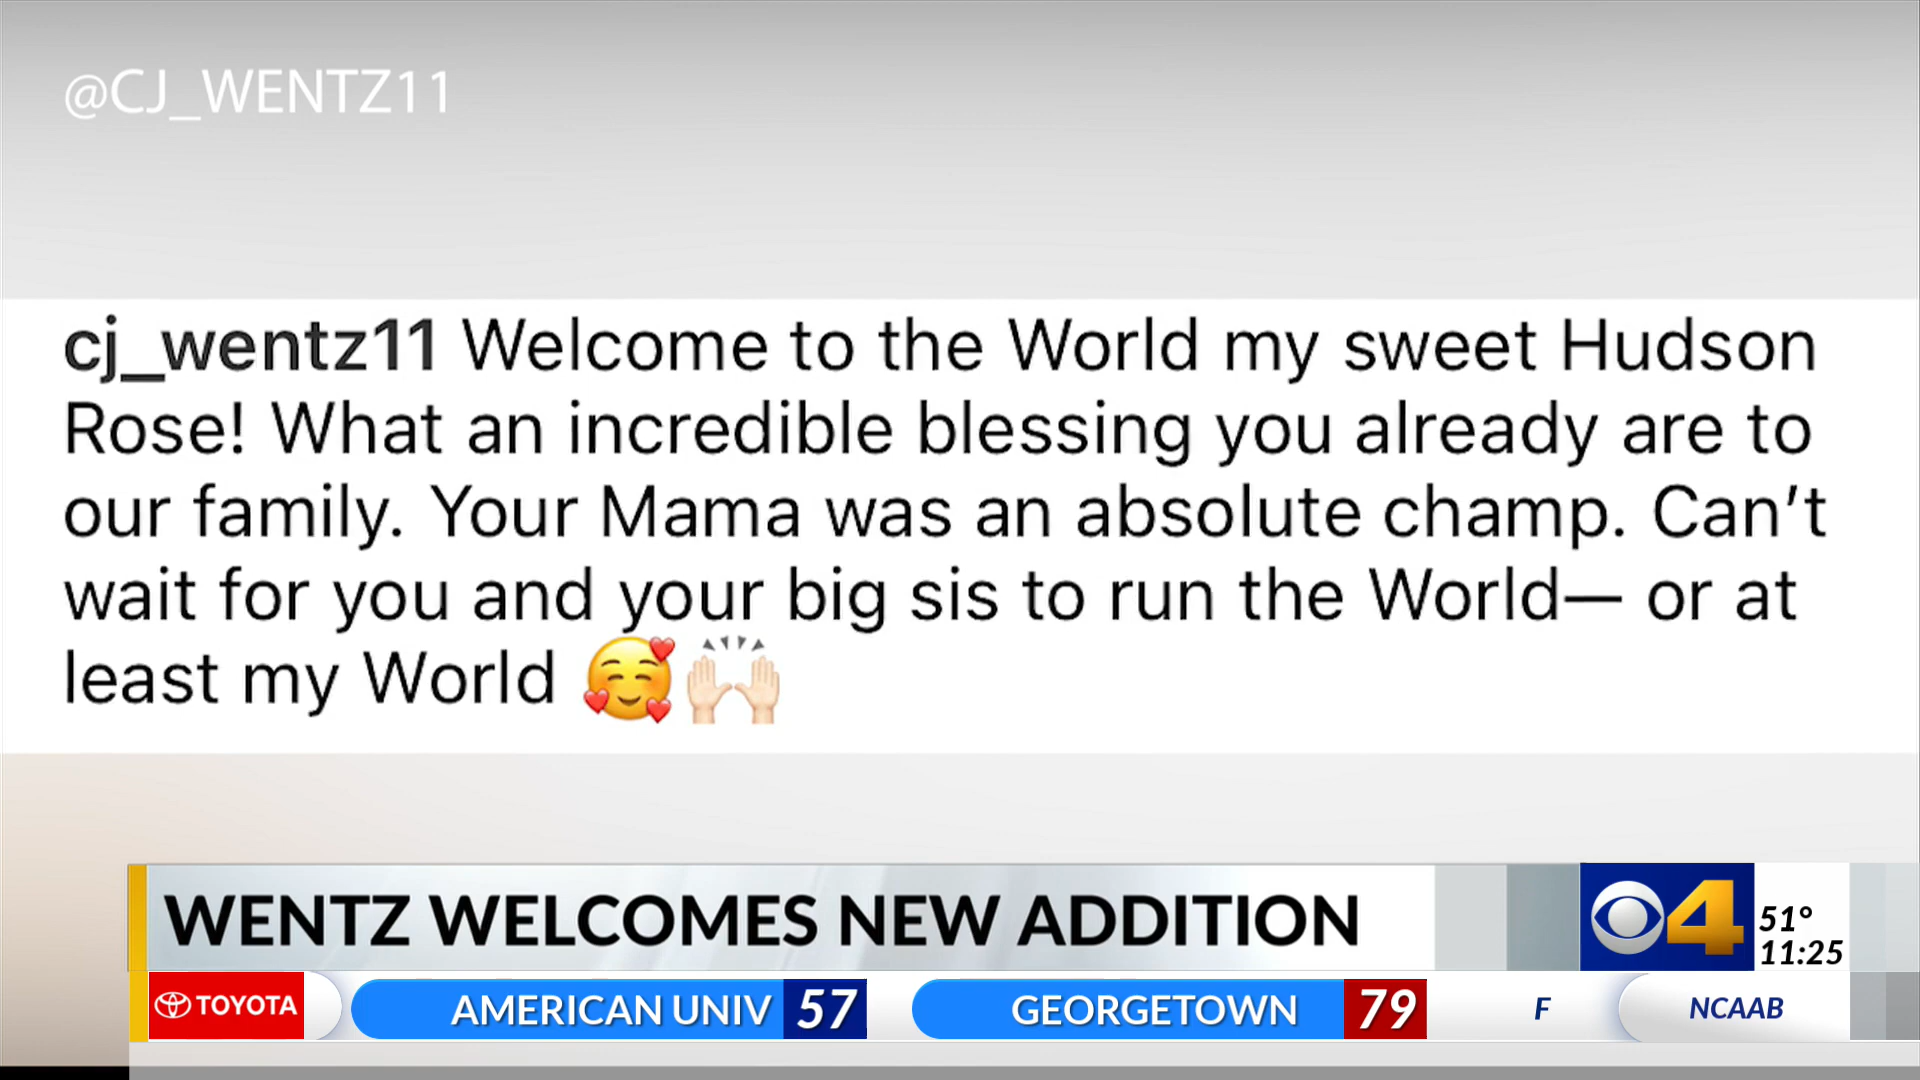 @CJ_WENTZ11
cj_wentz11 Welcome to the World my sweet Hudson
Rose! What an incredible blessing you already are to
our family. Your Mama was an absolute champ. Can't
wait for you and your big sis to run the World— or at
least my World 🥰🙌🏻
WENTZ WELCOMES NEW ADDITION
4
51°
11:25
TOYOTA
AMERICAN UNIV 57 GEORGETOWN 79 F NCAAB